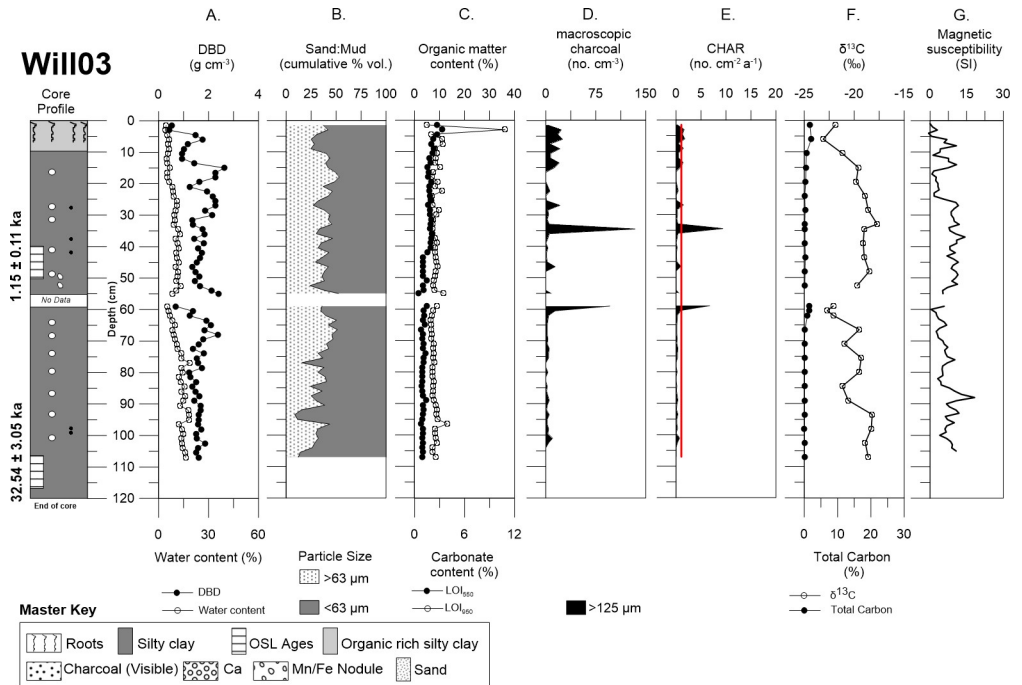 A.
B.
C.
D.
E.
F.
G.
Will03
DBD
(g cm⁻³)
Sand:Mud
(cumulative % vol.)
Organic matter
content (%)
macroscopic
charcoal
(no. cm⁻³)
CHAR
(no. cm⁻² a⁻¹)
δ¹³C
(‰)
Magnetic
susceptibility
(SI)
Core
Profile
0 2 4
0 25 50 75 100
0 10 20 30 40
0 75 150
0 5 10 15 20
-25 -20 -15
0 10 20 30
0
10
20
30
40
50
60
70
80
90
100
110
120
Depth (cm)
1.15 ± 0.11 ka
No Data
32.54 ± 3.05 ka
End of core
0 30 60
0 3 6 9 12
0 10 20 30
Water content (%)
Particle Size
Carbonate
content (%)
Total Carbon
(%)
>63 µm
<63 µm
DBD
Water content
LOI₅₅₀
LOI₉₅₀
>125 µm
δ¹³C
Total Carbon
Master Key
Roots
Silty clay
OSL Ages
Organic rich silty clay
Charcoal (Visible)
Ca
Mn/Fe Nodule
Sand